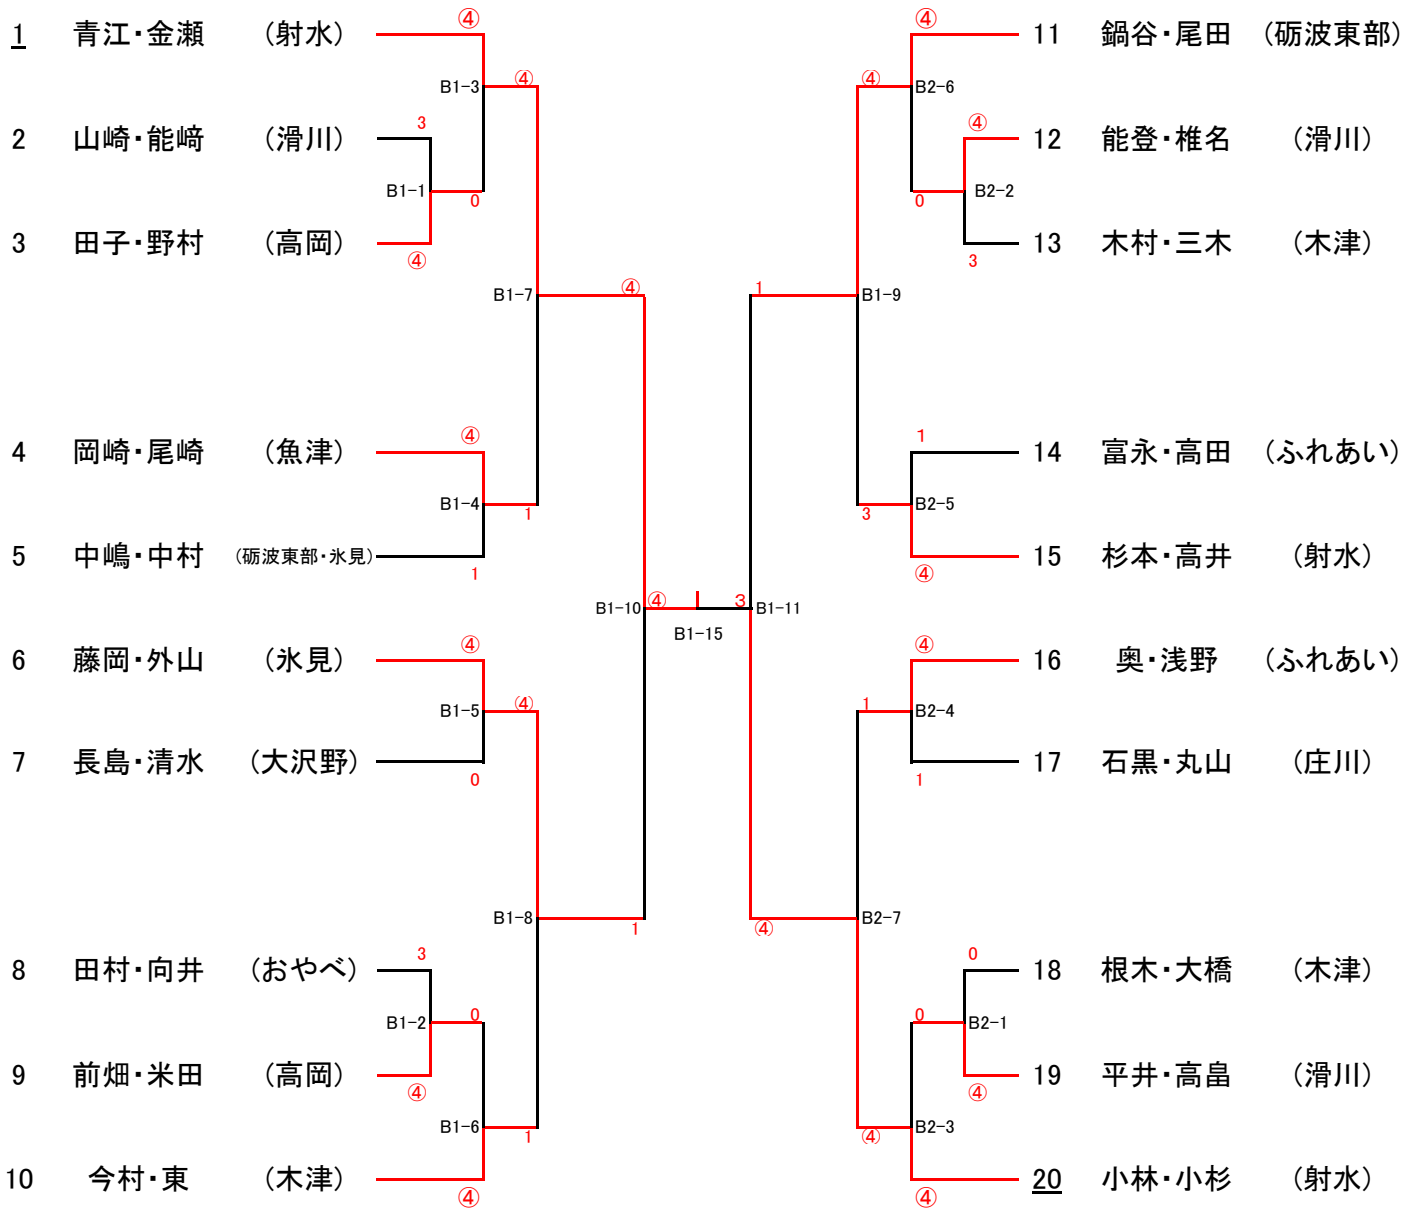 ④ ④
1 青江・金瀬 (射水) 11 鍋谷・尾田 (砺波東部)
B1-3 ④ ④ B2-6
3 ④
2 山崎・能﨑 (滑川) 12 能登・椎名 (滑川)
B1-1 0 0 B2-2
3 田子・野村 (高岡) 13 木村・三木 (木津)
④ 3
B1-7 ④ 1 B1-9
④ 1
4 岡崎・尾崎 (魚津) 14 富永・高田 (ふれあい)
B1-4 1 3 B2-5
5 中嶋・中村 (砺波東部・氷見) 15 杉本・高井 (射水)
1 ④
B1-10 ④ 3 B1-11
B1-15
④ ④
6 藤岡・外山 (氷見) 16 奥・浅野 (ふれあい)
B1-5 ④ 1 B2-4
7 長島・清水 (大沢野) 17 石黒・丸山 (庄川)
0 1
B1-8 1 ④ B2-7
3 0
8 田村・向井 (おやべ) 18 根木・大橋 (木津)
B1-2 0 0 B2-1
9 前畑・米田 (高岡) 19 平井・高畠 (滑川)
④ ④
B1-6 1 ④ B2-3
10 今村・東 (木津) 20 小林・小杉 (射水)
④ ④